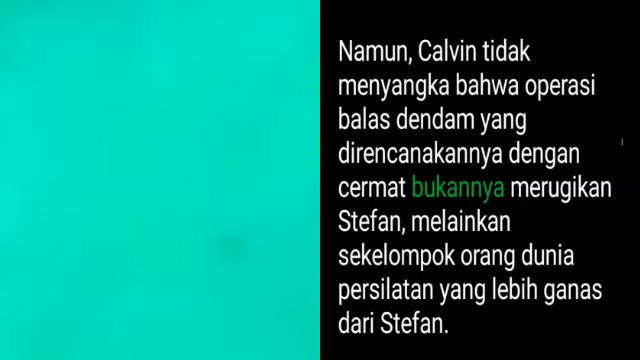 Namun, Calvin tidak
menyangka bahwa operasi
balas dendam yang
direncanakannya dengan
cermat bukannya merugikan
Stefan, melainkan
sekelompok orang dunia
persilatan yang lebih ganas
dari Stefan.